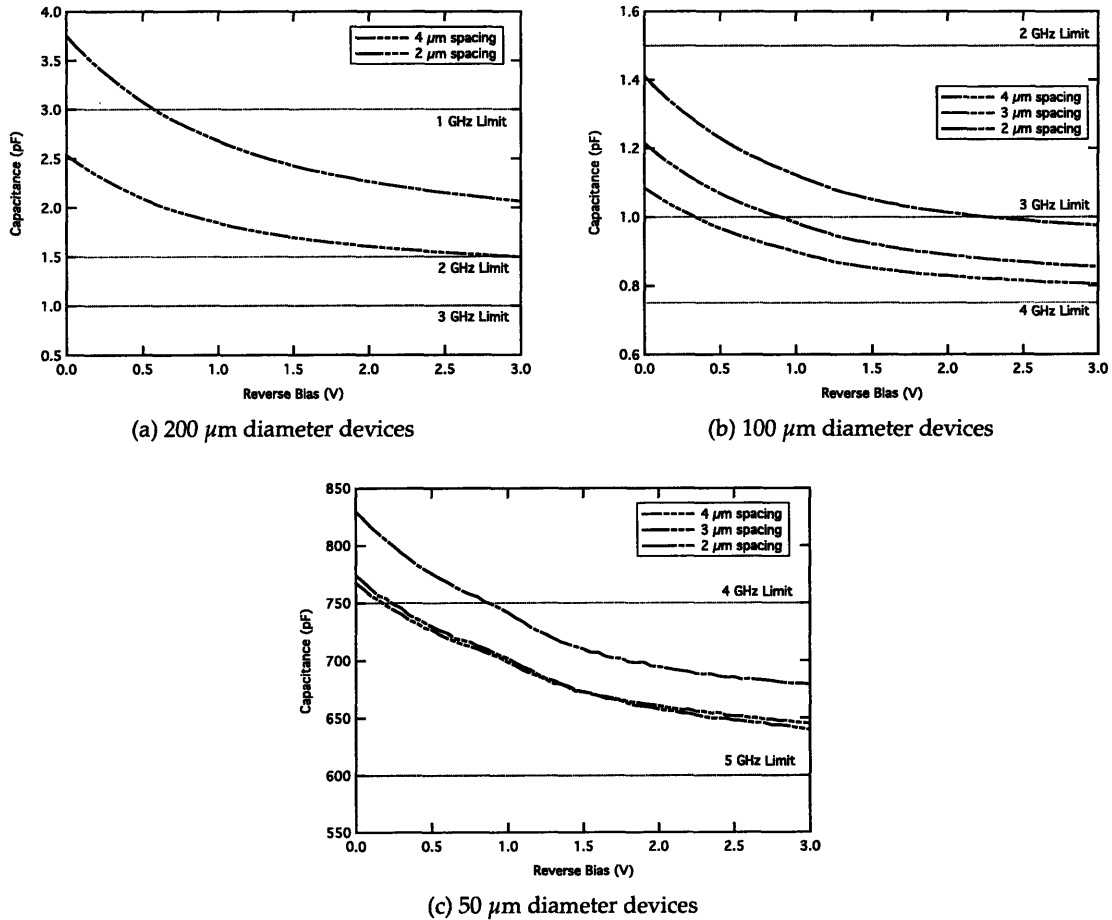 4.0
3.5
3.0
2.5
2.0
1.5
1.0
0.5
Capacitance (pF)
4 µm spacing
2 µm spacing
1 GHz Limit
2 GHz Limit
3 GHz Limit
0.0 0.5 1.0 1.5 2.0 2.5 3.0
Reverse Bias (V)
(a) 200 µm diameter devices
1.6
1.4
1.2
1.0
0.8
0.6
Capacitance (pF)
2 GHz Limit
4 µm spacing
3 µm spacing
2 µm spacing
3 GHz Limit
4 GHz Limit
0.0 0.5 1.0 1.5 2.0 2.5 3.0
Reverse Bias (V)
(b) 100 µm diameter devices
850
800
750
700
650
600
550
Capacitance (pF)
4 µm spacing
3 µm spacing
2 µm spacing
4 GHz Limit
5 GHz Limit
0.0 0.5 1.0 1.5 2.0 2.5 3.0
Reverse Bias (V)
(c) 50 µm diameter devices